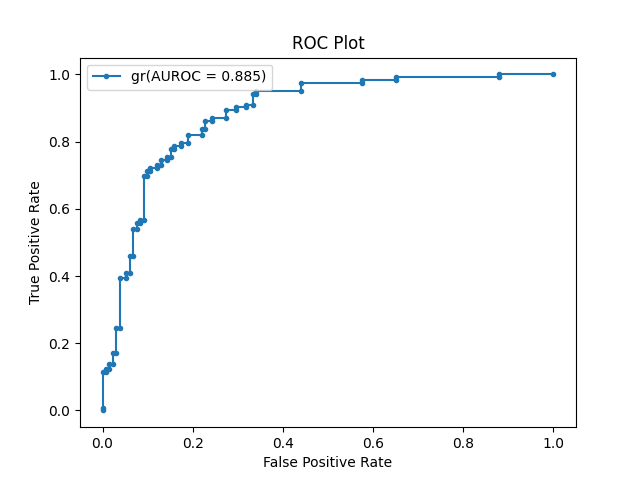 ROC Plot
gr(AUROC = 0.885)
True Positive Rate
1.0
0.8
0.6
0.4
0.2
0.0
0.0 0.2 0.4 0.6 0.8 1.0
False Positive Rate